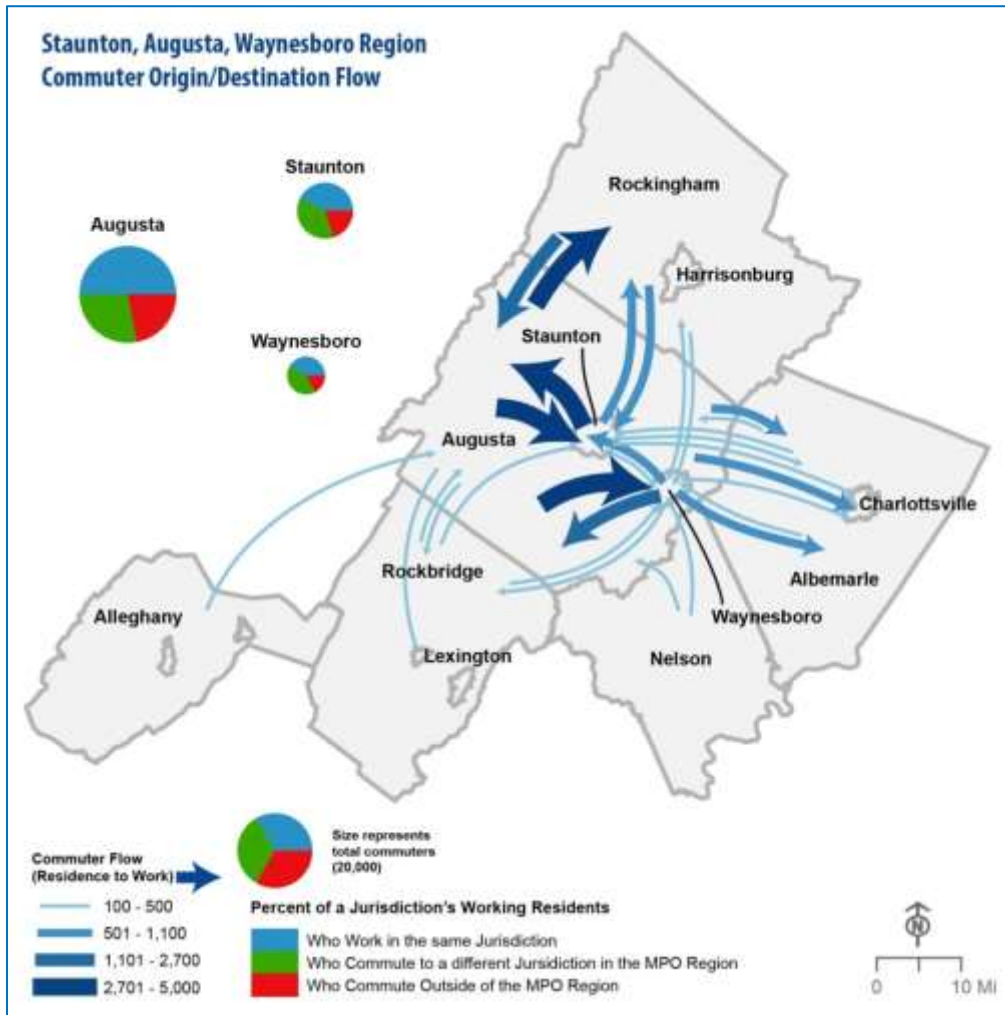 Staunton, Augusta, Waynesboro Region
Commuter Origin/Destination Flow
Staunton
Augusta
Waynesboro
Rockingham
Harrisonburg
Staunton
Augusta
Charlottsville
Rockbridge
Albemarle
Alleghany
Waynesboro
Lexington
Nelson
Size represents
total commuters
(20,000)
Commuter Flow
(Residence to Work)
100 - 500
501 - 1,100
1,101 - 2,700
2,701 - 5,000
Percent of a Jurisdiction's Working Residents
Who Work in the same Jurisdiction
Who Commute to a different Jursidiction in the MPO Region
Who Commute Outside of the MPO Region
N
0 10 Mi